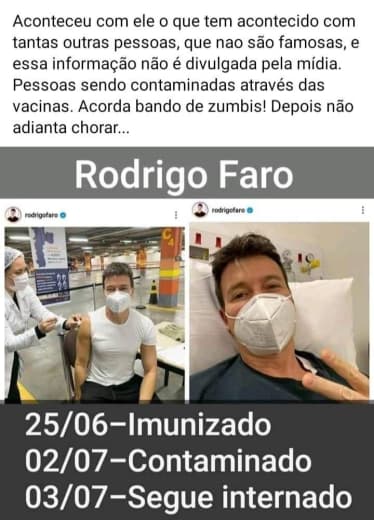 Aconteceu com ele o que tem acontecido com
tantas outras pessoas, que nao são famosas, e
essa informação não é divulgada pela mídia.
Pessoas sendo contaminadas através das
vacinas. Acorda bando de zumbis! Depois não
adianta chorar...
Rodrigo Faro
rodrigofaro
rodrigofaro
25/06–Imunizado
02/07–Contaminado
03/07–Segue internado